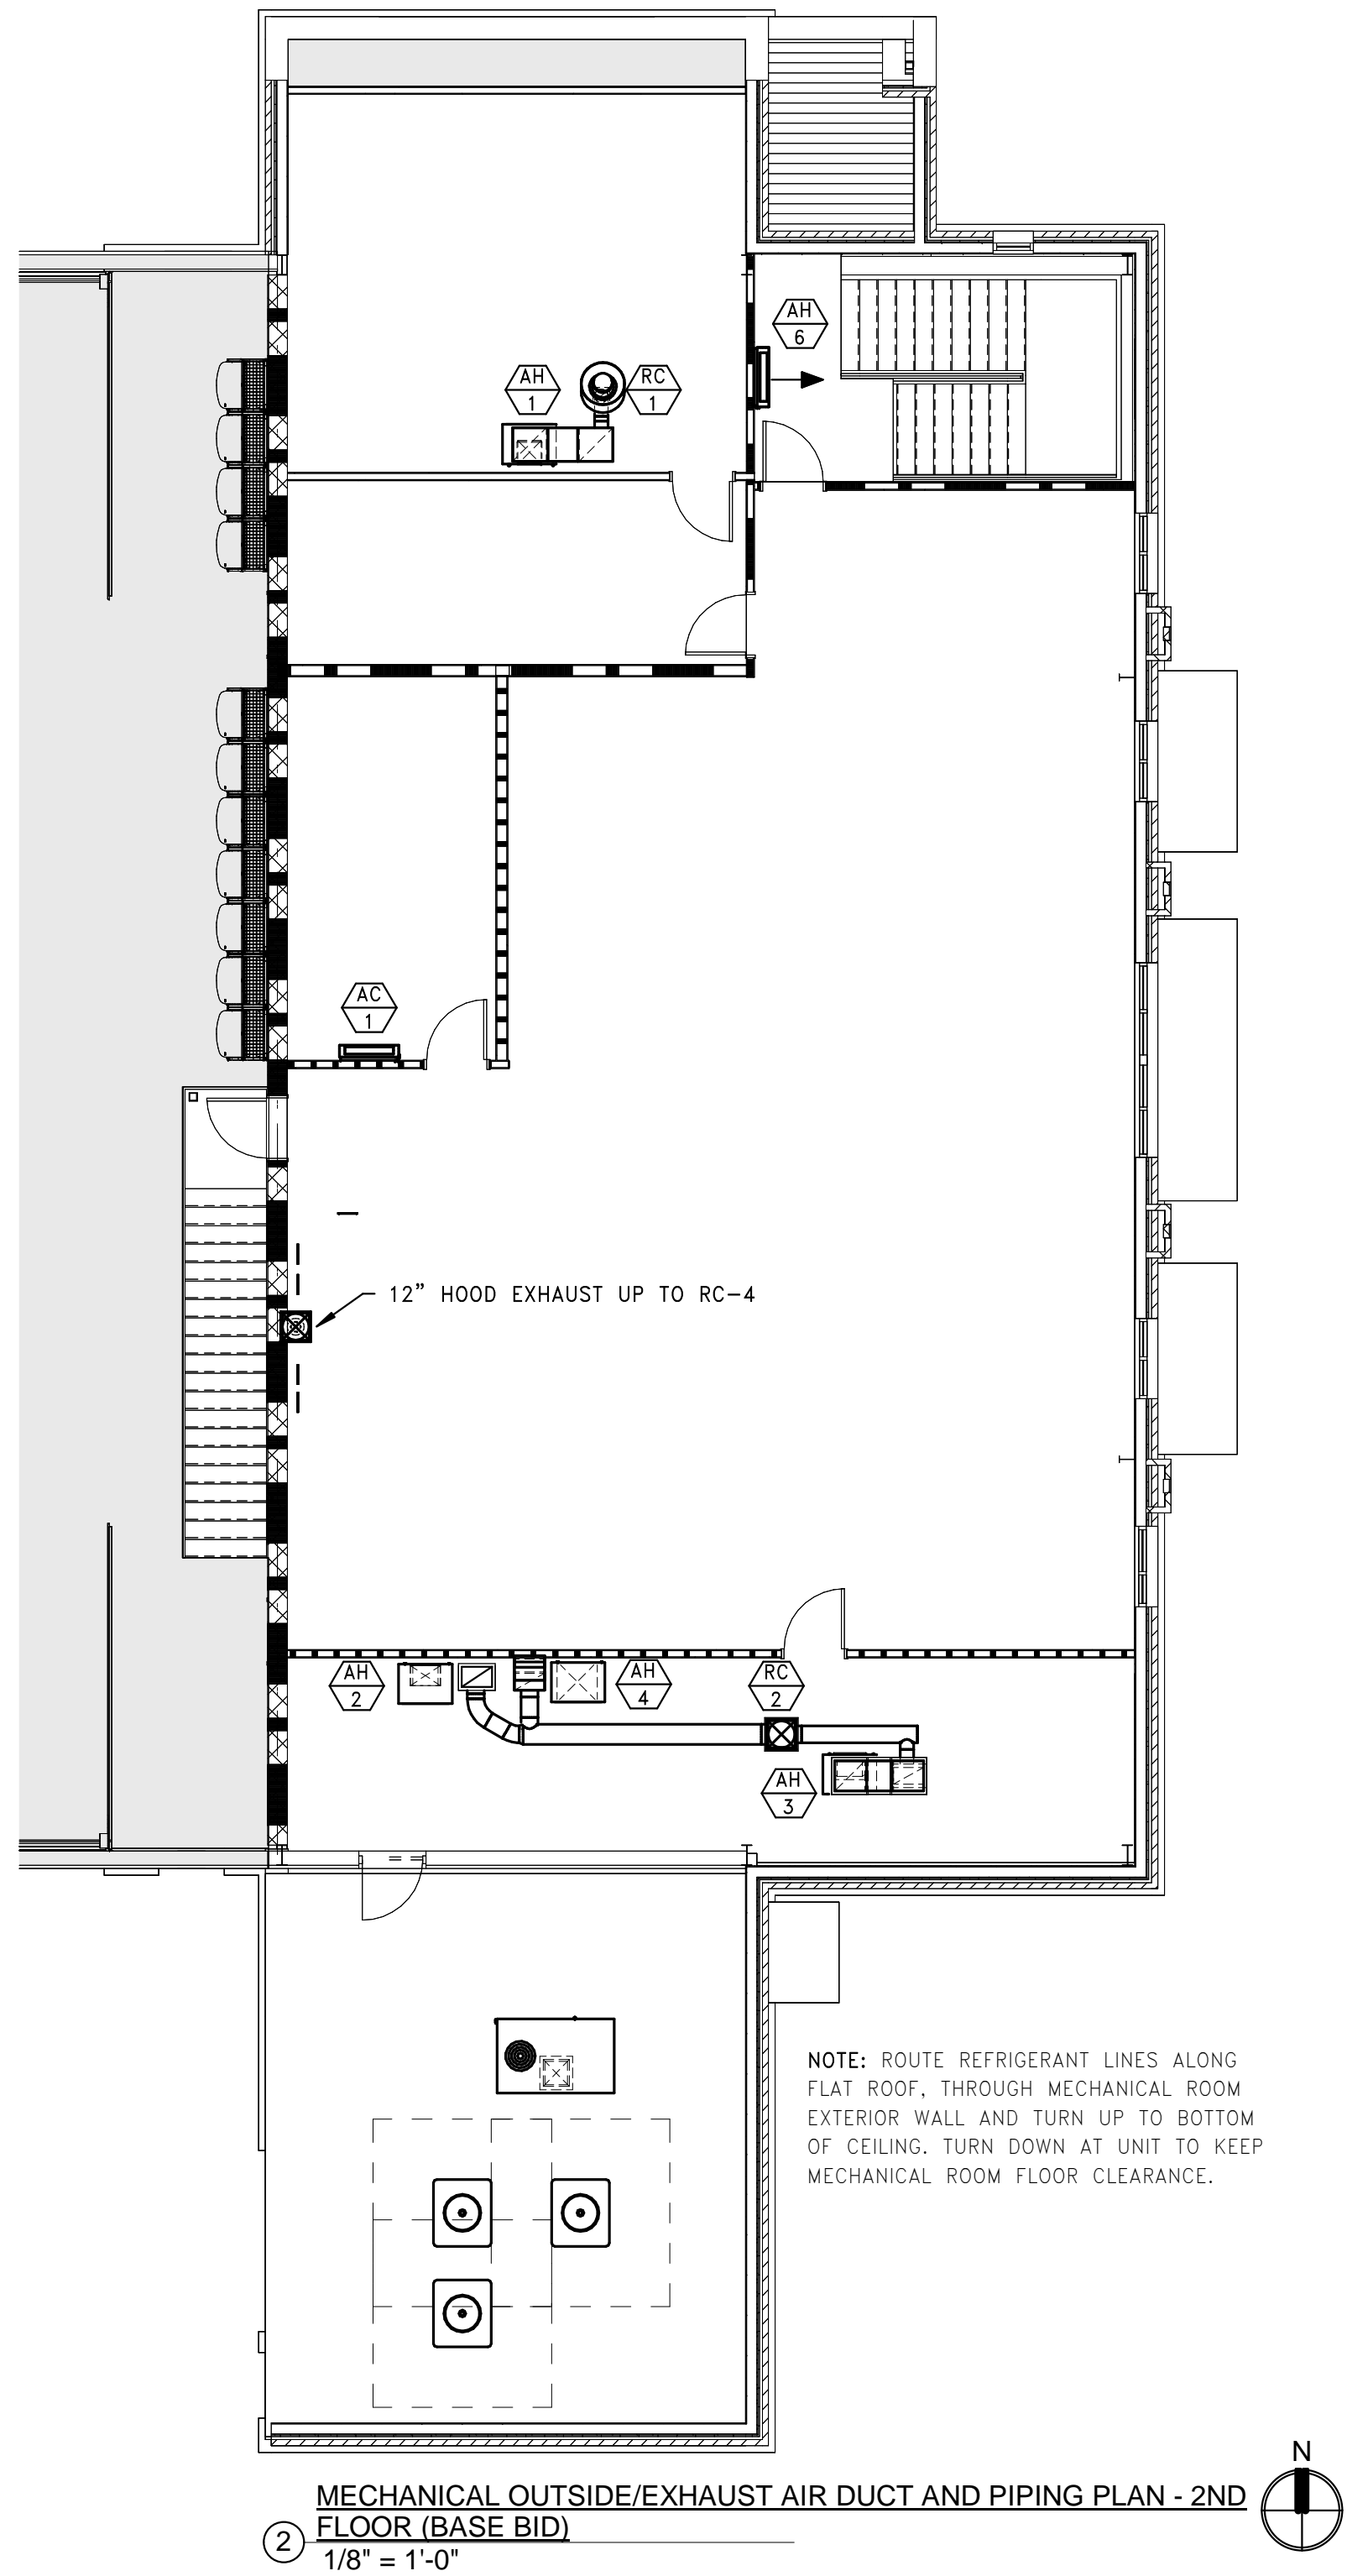 AH
6
AH
1
RC
1
AC
1
12” HOOD EXHAUST UP TO RC-4
AH
2
AH
4
RC
2
AH
3
NOTE: ROUTE REFRIGERANT LINES ALONG
FLAT ROOF, THROUGH MECHANICAL ROOM
EXTERIOR WALL AND TURN UP TO BOTTOM
OF CEILING. TURN DOWN AT UNIT TO KEEP
MECHANICAL ROOM FLOOR CLEARANCE.
N
MECHANICAL OUTSIDE/EXHAUST AIR DUCT AND PIPING PLAN - 2ND
2 FLOOR (BASE BID)
1/8" = 1'-0"